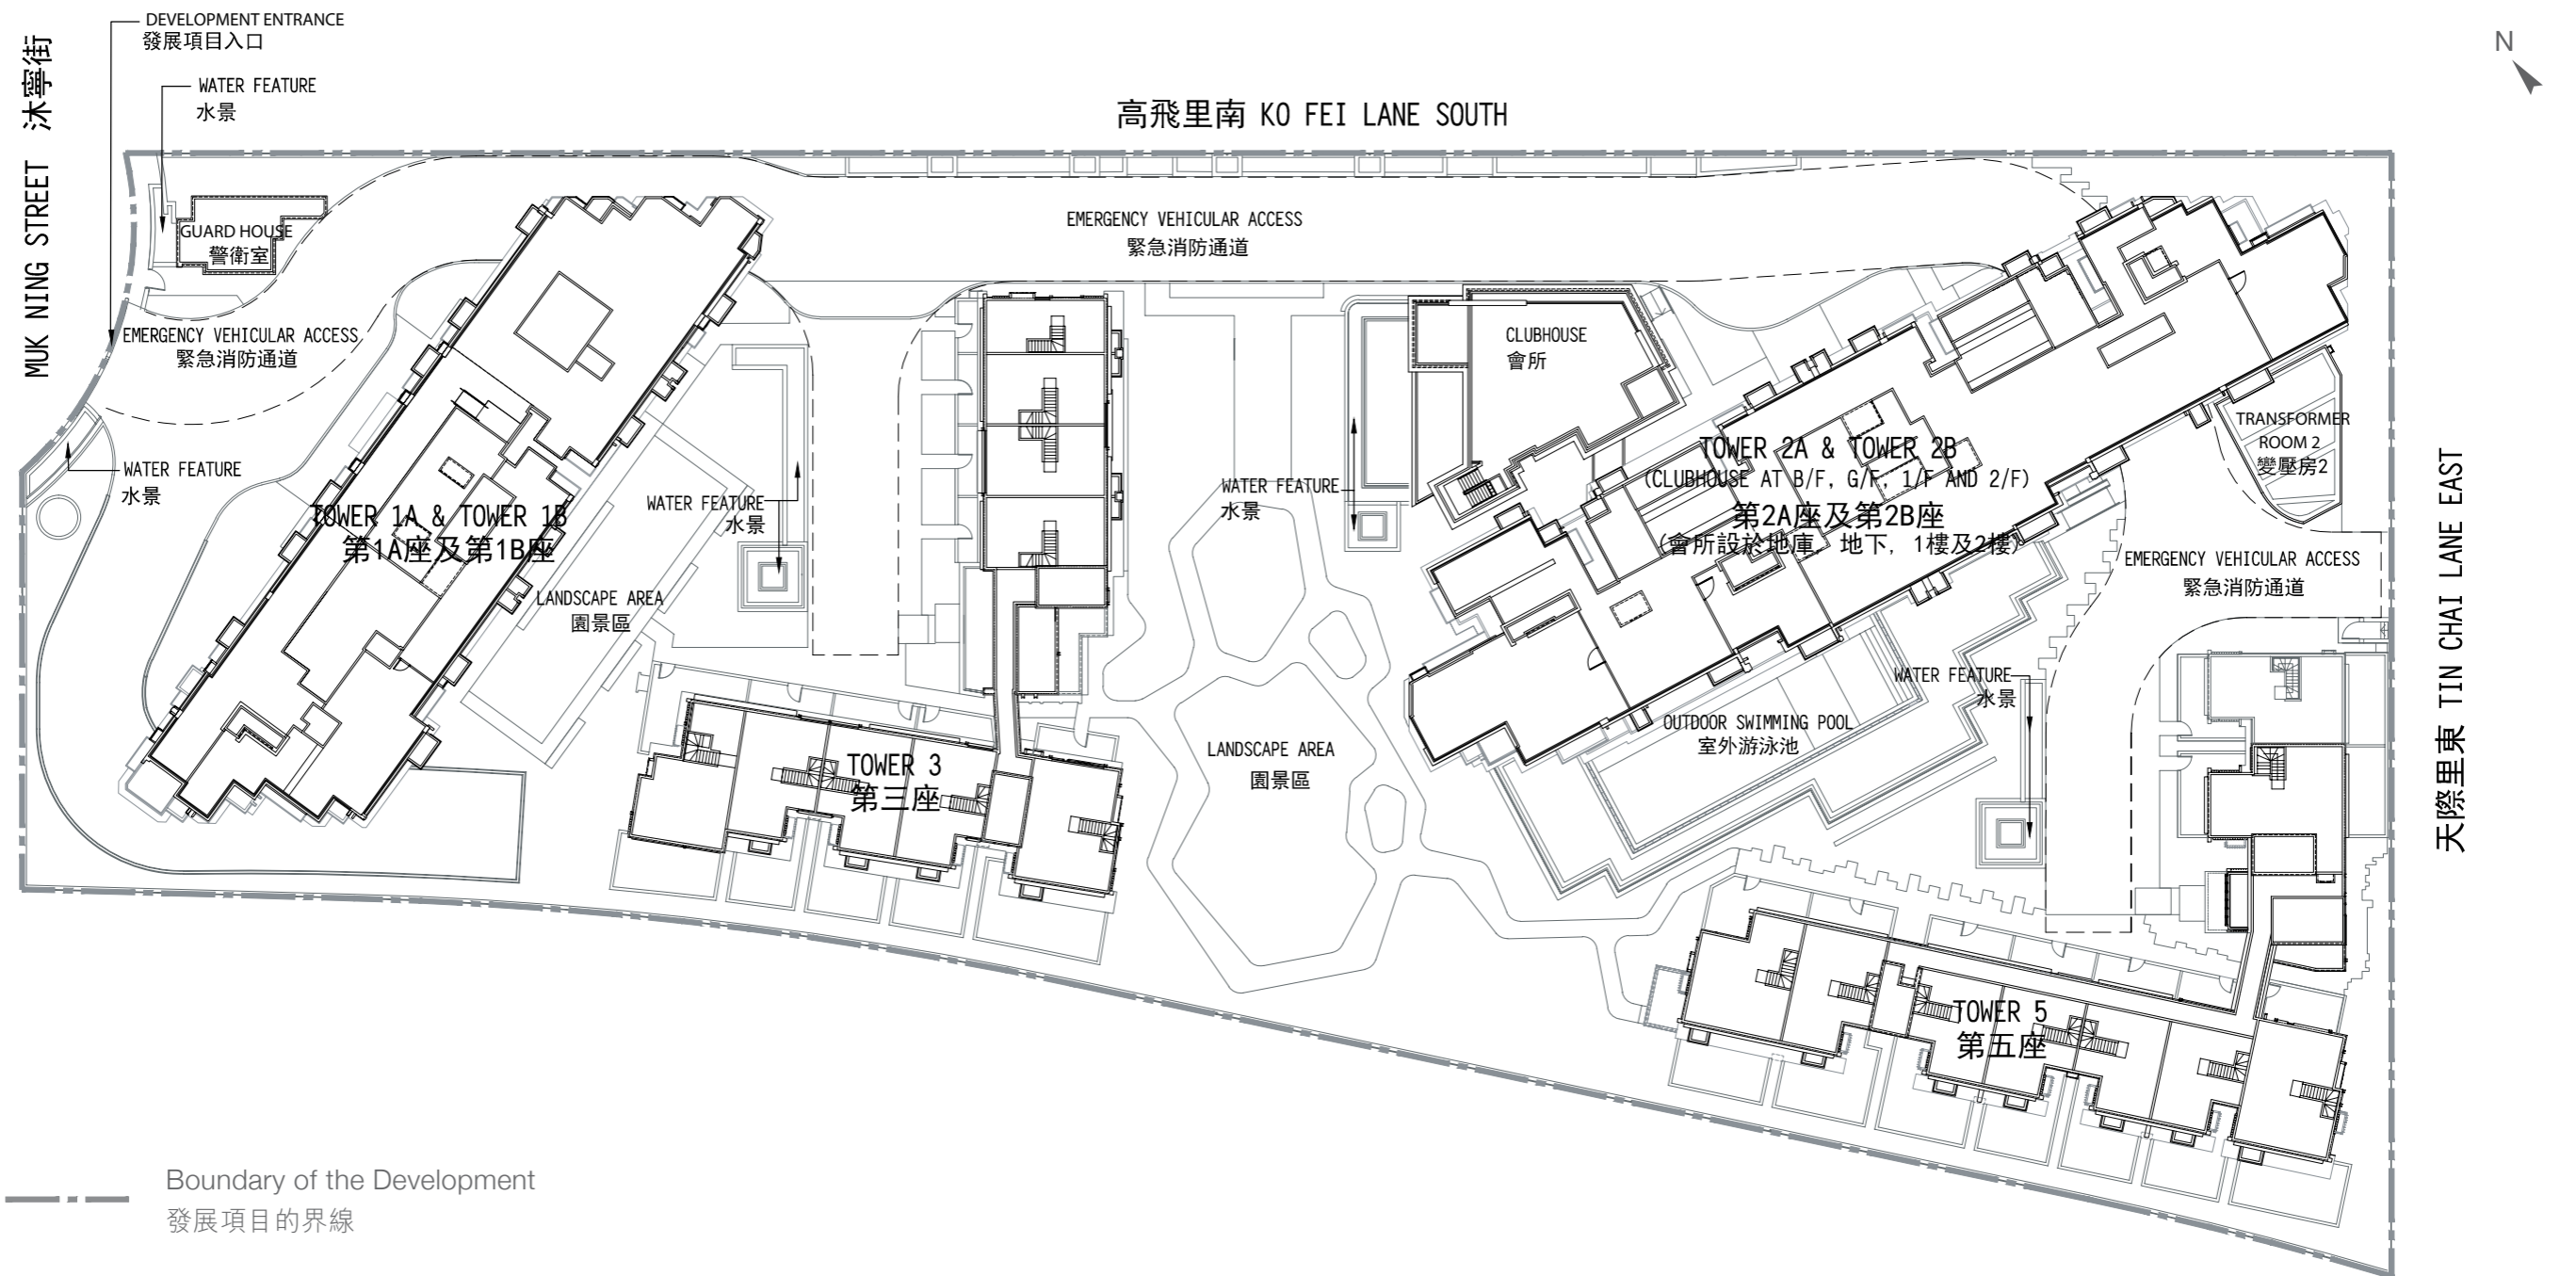 DEVELOPMENT ENTRANCE
發展項目入口
WATER FEATURE
水景
N
MUK NING STREET 沐寧街
高飛里南 KO FEI LANE SOUTH
GUARD HOUSE
警衛室
EMERGENCY VEHICULAR ACCESS
緊急消防通道
EMERGENCY VEHICULAR ACCESS
緊急消防通道
CLUBHOUSE
會所
WATER FEATURE
水景
TOWER 1A & TOWER 1B
第1A座及第1B座
WATER FEATURE
水景
LANDSCAPE AREA
園景區
WATER FEATURE
水景
TOWER 2A & TOWER 2B
(CLUBHOUSE AT B/F, G/F, 1/F AND 2/F)
第2A座及第2B座
(會所設於地庫, 地下, 1樓及2樓)
TRANSFORMER
ROOM 2
變壓房2
EMERGENCY VEHICULAR ACCESS
緊急消防通道
天際里東 TIN CHAI LANE EAST
WATER FEATURE
水景
OUTDOOR SWIMMING POOL
室外游泳池
LANDSCAPE AREA
園景區
TOWER 3
第三座
TOWER 5
第五座
Boundary of the Development
發展項目的界線